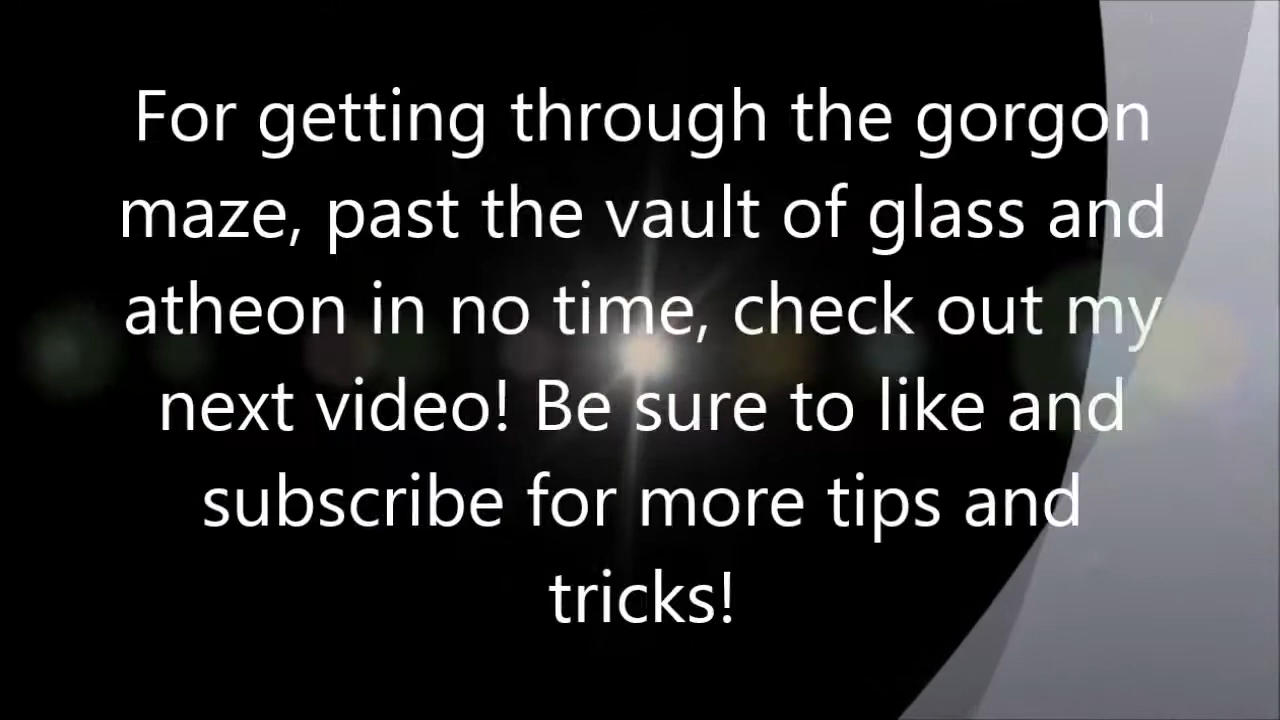 For getting through the gorgon
maze, past the vault of glass and
atheon in no time, check out my
next video! Be sure to like and
subscribe for more tips and
tricks!